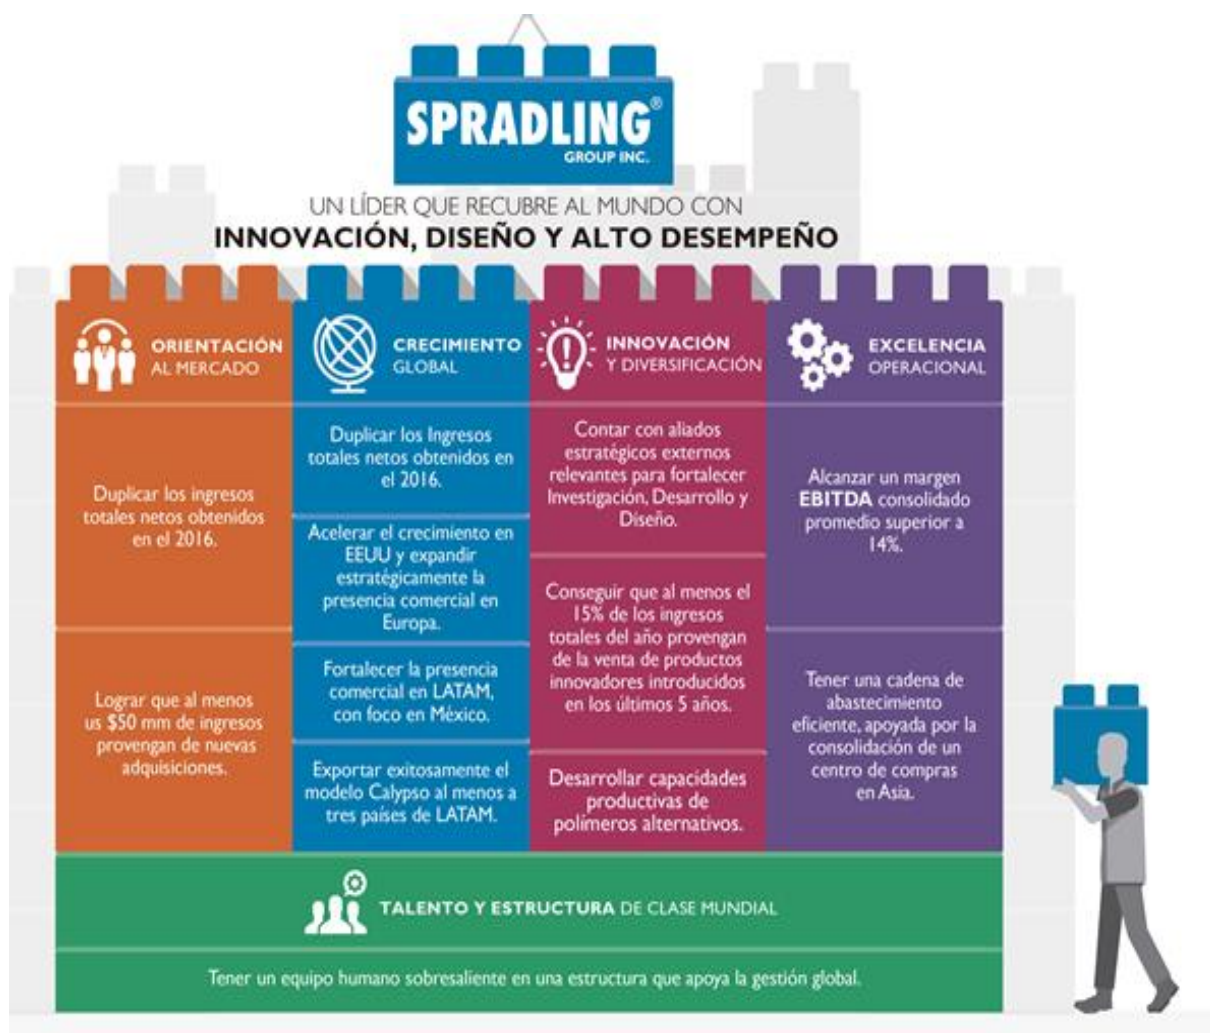 SPRADLING®
GROUP INC.
UN LÍDER QUE RECUBRE AL MUNDO CON
INNOVACIÓN, DISEÑO Y ALTO DESEMPEÑO
ORIENTACIÓN
AL MERCADO
Duplicar los ingresos
totales netos obtenidos
en el 2016.
Lograr que al menos
us $50 mm de ingresos
provengan de nuevas
adquisiciones.
CRECIMIENTO
GLOBAL
Duplicar los Ingresos
totales netos obtenidos en
el 2016.
Acelerar el crecimiento en
EEUU y expandir
estratégicamente la
presencia comercial en
Europa.
Fortalecer la presencia
comercial en LATAM,
con foco en México.
Exportar exitosamente el
modelo Calypso al menos a
tres países de LATAM.
INNOVACIÓN
Y DIVERSIFICACIÓN
Contar con aliados
estratégicos externos
relevantes para fortalecer
Investigación, Desarrollo y
Diseño.
Conseguir que al menos el
15% de los ingresos
totales del año provengan
de la venta de productos
innovadores introducidos
en los últimos 5 años.
Desarrollar capacidades
productivas de
polímeros alternativos.
EXCELENCIA
OPERACIONAL
Alcanzar un margen
EBITDA consolidado
promedio superior a
14%.
Tener una cadena de
abastecimiento
eficiente, apoyada por la
consolidación de un
centro de compras
en Asia.
TALENTO Y ESTRUCTURA DE CLASE MUNDIAL
Tener un equipo humano sobresaliente en una estructura que apoya la gestión global.